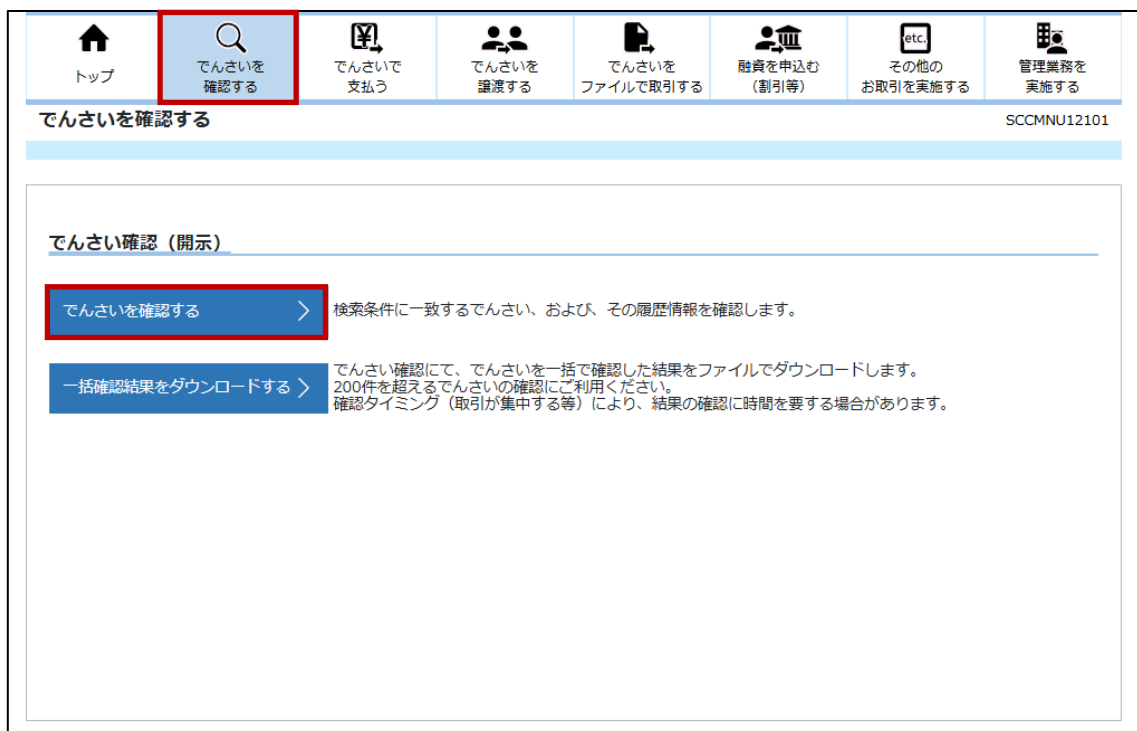 トップ
でんさいを
確認する
でんさいで
支払う
でんさいを
譲渡する
でんさいを
ファイルで取引する
融資を申込む
(割引等)
etc.
その他の
お取引を実施する
管理業務を
実施する
でんさいを確認する
SCCMNU12101
でんさい確認（開示）
でんさいを確認する
検索条件に一致するでんさい、および、その履歴情報を確認します。
一括確認結果をダウンロードする
でんさい確認にて、でんさいを一括で確認した結果をファイルでダウンロードします。
200件を超えるでんさいの確認にご利用ください。
確認タイミング（取引が集中する等）により、結果の確認に時間を要する場合があります。